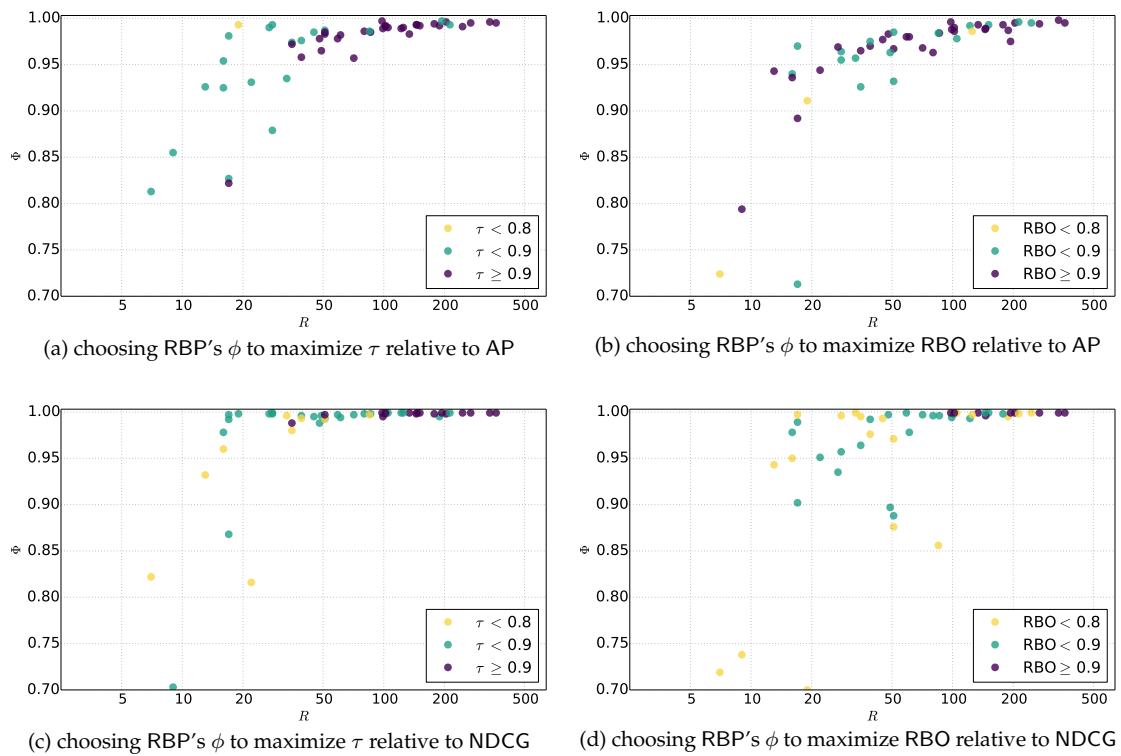 1.00
0.95
0.90
0.85
0.80
0.75
0.70
Φ
5 10 20 50 100 200 500
R
τ < 0.8
τ < 0.9
τ ≥ 0.9
(a) choosing RBP's ϕ to maximize τ relative to AP
1.00
0.95
0.90
0.85
0.80
0.75
0.70
Φ
5 10 20 50 100 200 500
R
RBO < 0.8
RBO < 0.9
RBO ≥ 0.9
(b) choosing RBP's ϕ to maximize RBO relative to AP
1.00
0.95
0.90
0.85
0.80
0.75
0.70
Φ
5 10 20 50 100 200 500
R
τ < 0.8
τ < 0.9
τ ≥ 0.9
(c) choosing RBP's ϕ to maximize τ relative to NDCG
1.00
0.95
0.90
0.85
0.80
0.75
0.70
Φ
5 10 20 50 100 200 500
R
RBO < 0.8
RBO < 0.9
RBO ≥ 0.9
(d) choosing RBP's ϕ to maximize RBO relative to NDCG